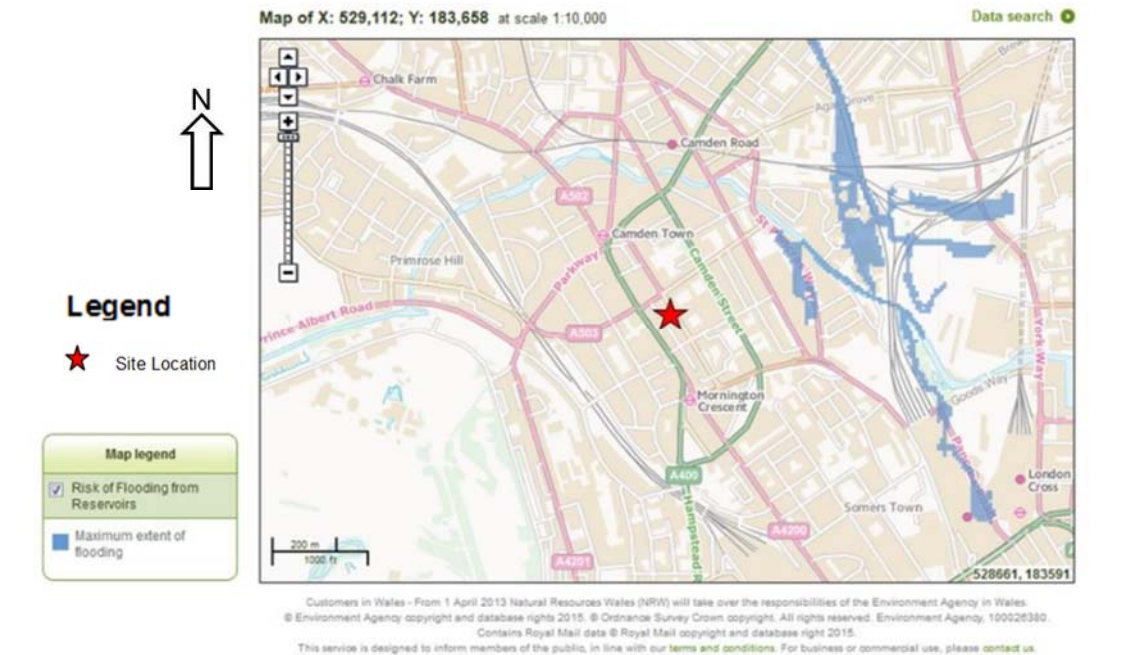 Map of X: 529,112; Y: 183,658 at scale 1:10,000
Data search
N
Chalk Farm
Agar Grove
Camden Road
A502
Camden Town
Primrose Hill
Parkway
Camden Street
Legend
Prince Albert Road
A503
York Way
Site Location
Goods Way
Mornington
Crescent
Map legend
Risk of Flooding from
Reservoirs
A400
London
Cross
Somers Town
Maximum extent of
flooding
Hampstead R
A4200
200 m
1000 ft
A4201
528661, 183591
Customers in Wales - From 1 April 2013 Natural Resources Wales (NRW) will take over the responsibilities of the Environment Agency in Wales.
© Environment Agency copyright and database rights 2015. © Ordnance Survey Crown copyright. All rights reserved. Environment Agency, 100026380.
Contains Royal Mail data © Royal Mail copyright and database right 2015.
This service is designed to inform members of the public, in line with our terms and conditions. For business or commercial use, please contact us.